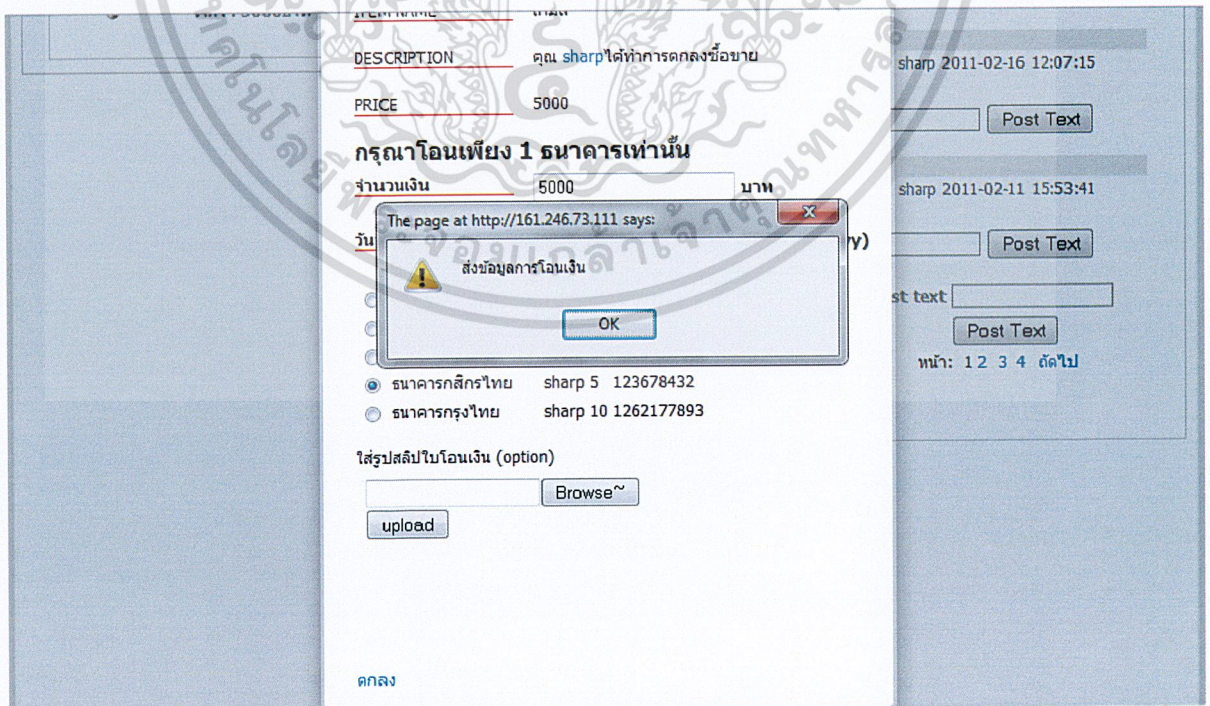 DESCRIPTION คุณ sharpได้ทำการตกลงซื้อขาย
PRICE 5000
กรุณาโอนเพียง 1 ธนาคารเท่านั้น
จำนวนเงิน 5000 บาท
The page at http://161.246.73.111 says:
วัน y)
ส่งข้อมูลการโอนเงิน
OK
ธนาคารกสิกรไทย sharp 5 123678432
ธนาคารกรุงไทย sharp 10 1262177893
ใส่รูปสลิปใบโอนเงิน (option)
Browse~
upload
ตกลง
sharp 2011-02-16 12:07:15
Post Text
sharp 2011-02-11 15:53:41
Post Text
st text
Post Text
หน้า: 1 2 3 4 ถัดไป